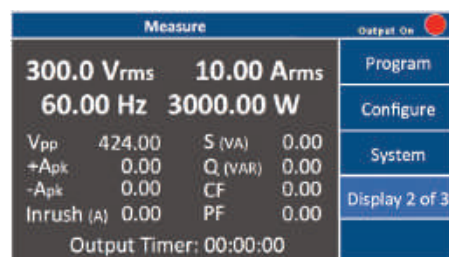 Measure
Output On
300.0 Vrms 10.00 Arms
60.00 Hz 3000.00 W
Vpp 424.00 S (VA) 0.00
+Apk 0.00 Q (VAR) 0.00
-Apk 0.00 CF 0.00
Inrush (A) 0.00 PF 0.00
Output Timer: 00:00:00
Program
Configure
System
Display 2 of 3